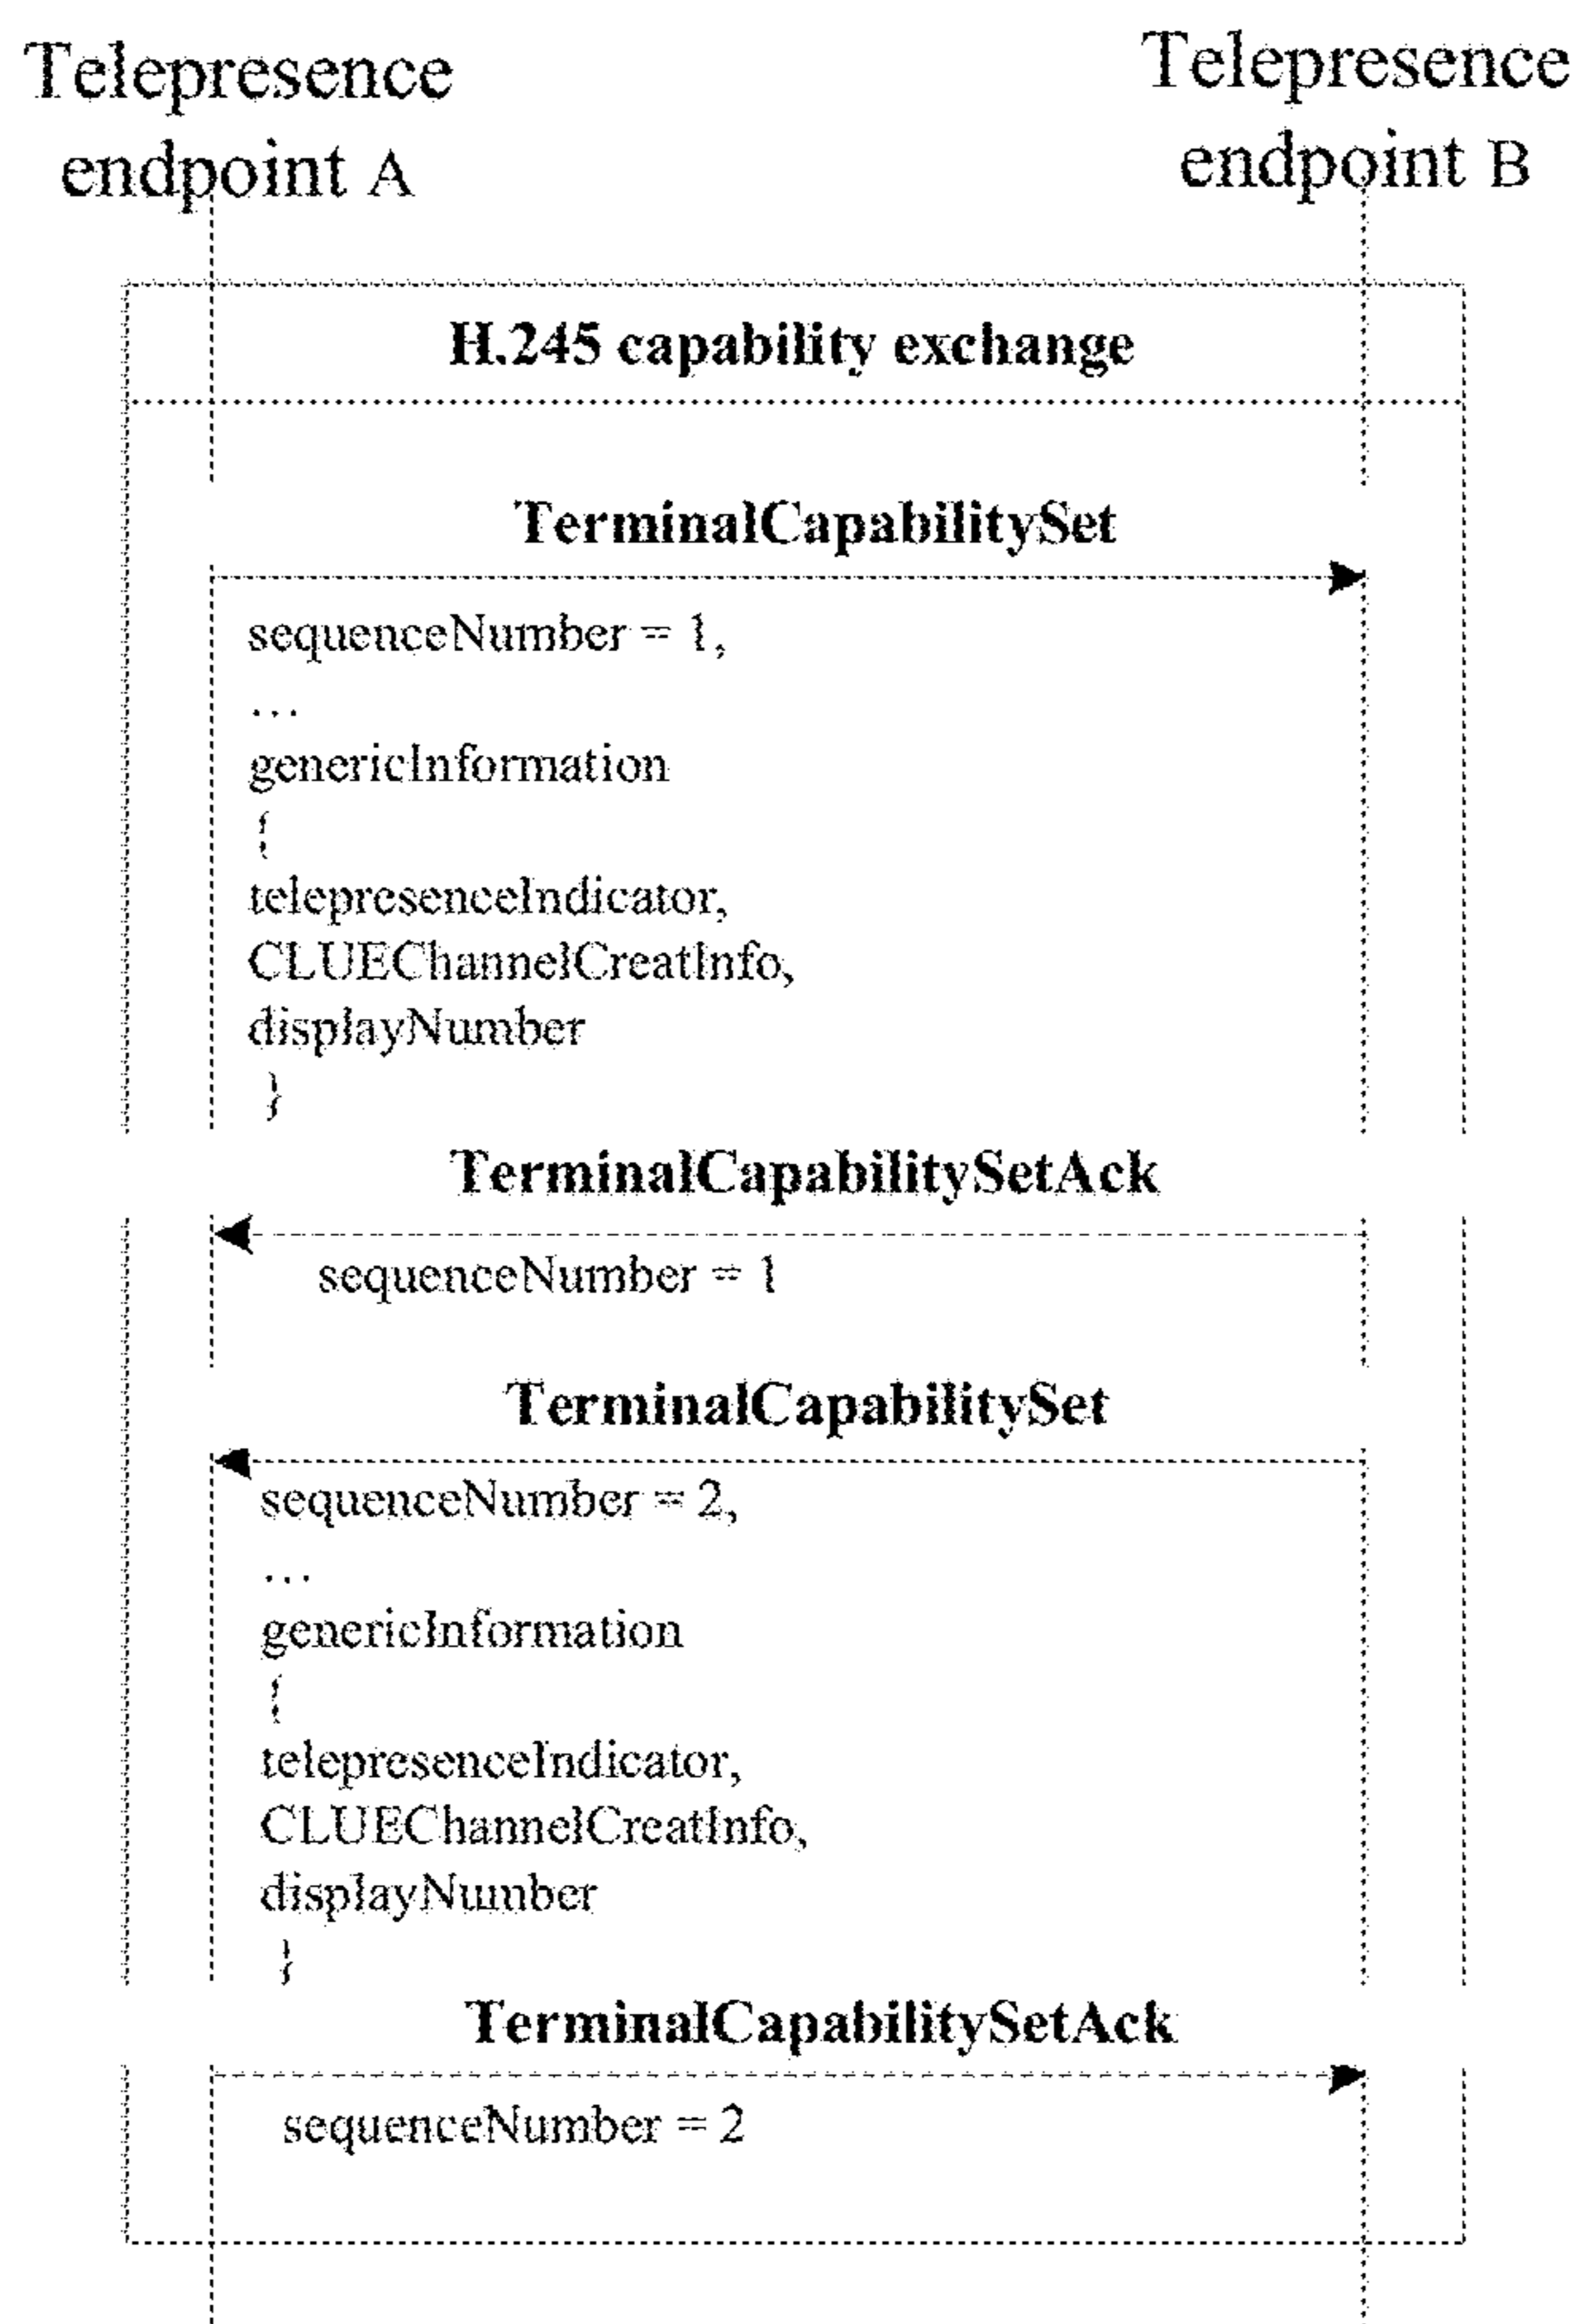 Telepresence
endpoint A
Telepresence
endpoint B
H.245 capability exchange
TerminalCapabilitySet
sequenceNumber = 1,
...
genericInformation
{
telepresenceIndicator,
CLUEChannelCreatInfo,
displayNumber
}
TerminalCapabilitySetAck
sequenceNumber = 1
TerminalCapabilitySet
sequenceNumber = 2,
...
genericInformation
{
telepresenceIndicator,
CLUEChannelCreatInfo,
displayNumber
}
TerminalCapabilitySetAck
sequenceNumber = 2